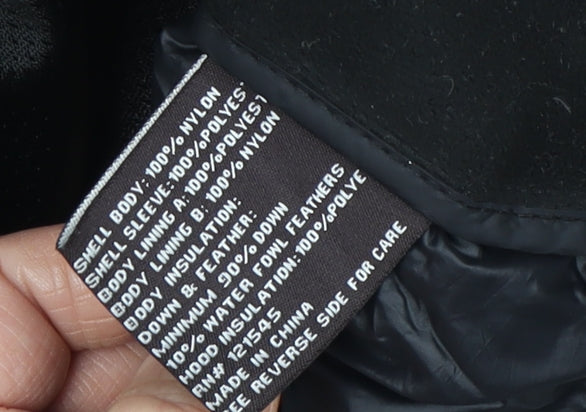 SHELL BODY: 100% NYLON
SHELL SLEEVE: 100% POLYES
BODY LINING A: 100% POLYEST
BODY LINING B: 100% NYLON
BODY INSULATION:
DOWN & FEATHER:
MINIMUM 90% DOWN
10% WATER FOWL FEATHERS
HOOD INSULATION: 100% POLYE
RN# 121545
MADE IN CHINA
EE REVERSE SIDE FOR CARE